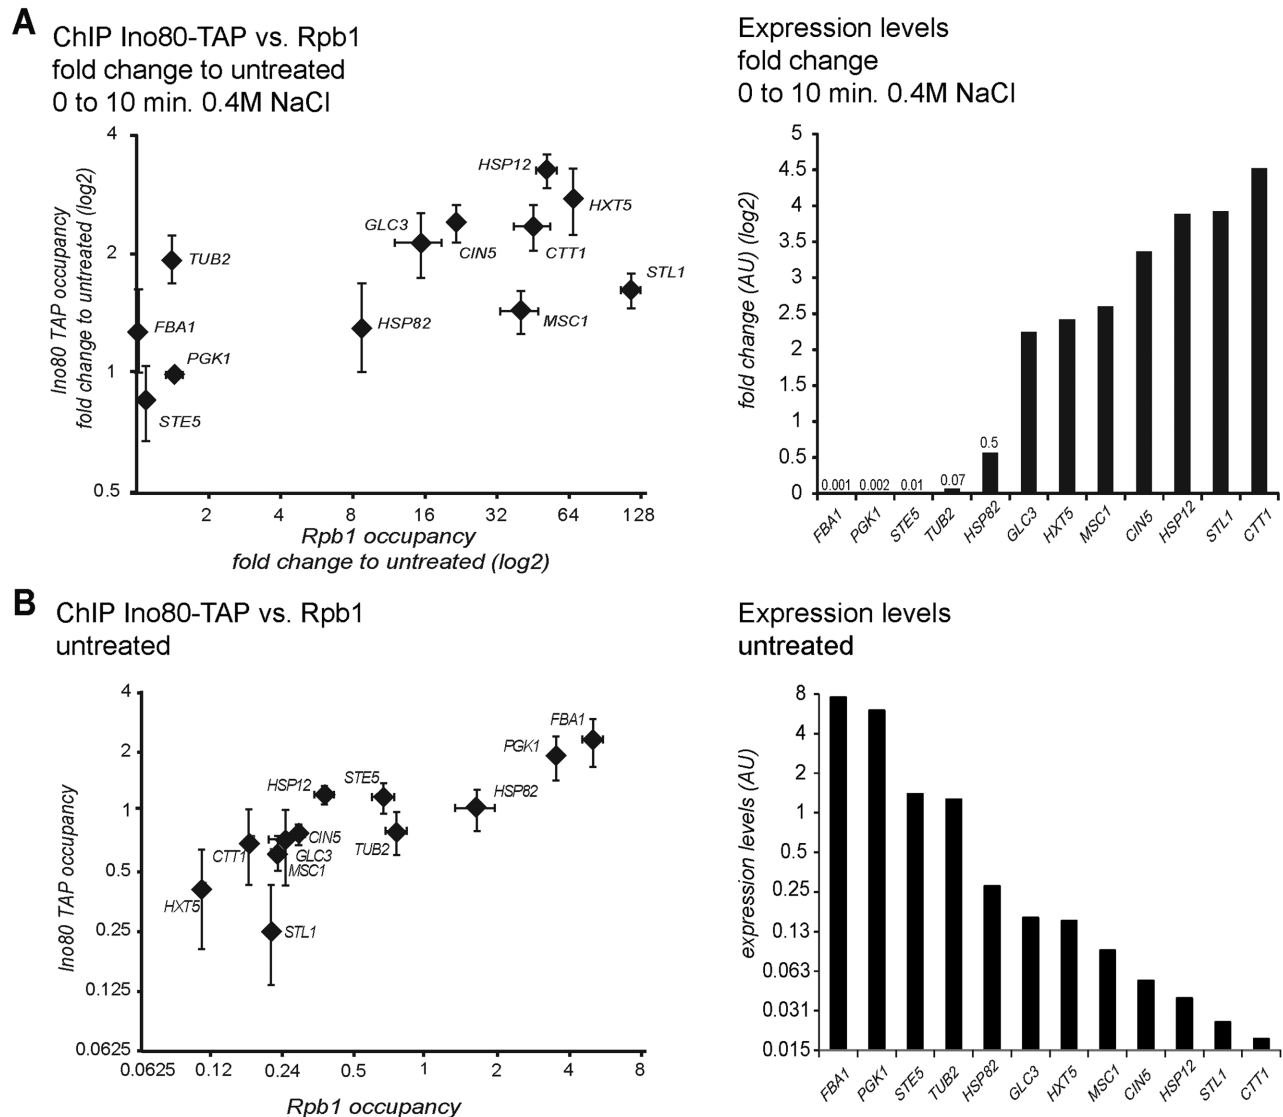 A
ChIP Ino80-TAP vs. Rpb1
fold change to untreated
0 to 10 min. 0.4M NaCl
Ino80 TAP occupancy
fold change to untreated (log2)
4
2
1
0.5
HSP12
HXT5
GLC3
CIN5
CTT1
TUB2
STL1
FBA1
HSP82
MSC1
PGK1
STE5
2 4 8 16 32 64 128
Rpb1 occupancy
fold change to untreated (log2)
Expression levels
fold change
0 to 10 min. 0.4M NaCl
fold change (AU) (log2)
5
4.5
4
3.5
3
2.5
2
1.5
1
0.5
0
0.001 0.002 0.01 0.07 0.5
FBA1 PGK1 STE5 TUB2 HSP82 GLC3 HXT5 MSC1 CIN5 HSP12 STL1 CTT1
B
ChIP Ino80-TAP vs. Rpb1
untreated
Ino80 TAP occupancy
4
2
1
0.5
0.25
0.125
0.0625
FBA1
PGK1
HSP12
STE5
HSP82
CIN5
TUB2
CTT1
GLC3
MSC1
HXT5
STL1
0.0625 0.12 0.24 0.5 1 2 4 8
Rpb1 occupancy
Expression levels
untreated
expression levels (AU)
8
4
2
1
0.5
0.25
0.13
0.063
0.031
0.015
FBA1 PGK1 STE5 TUB2 HSP82 GLC3 HXT5 MSC1 CIN5 HSP12 STL1 CTT1